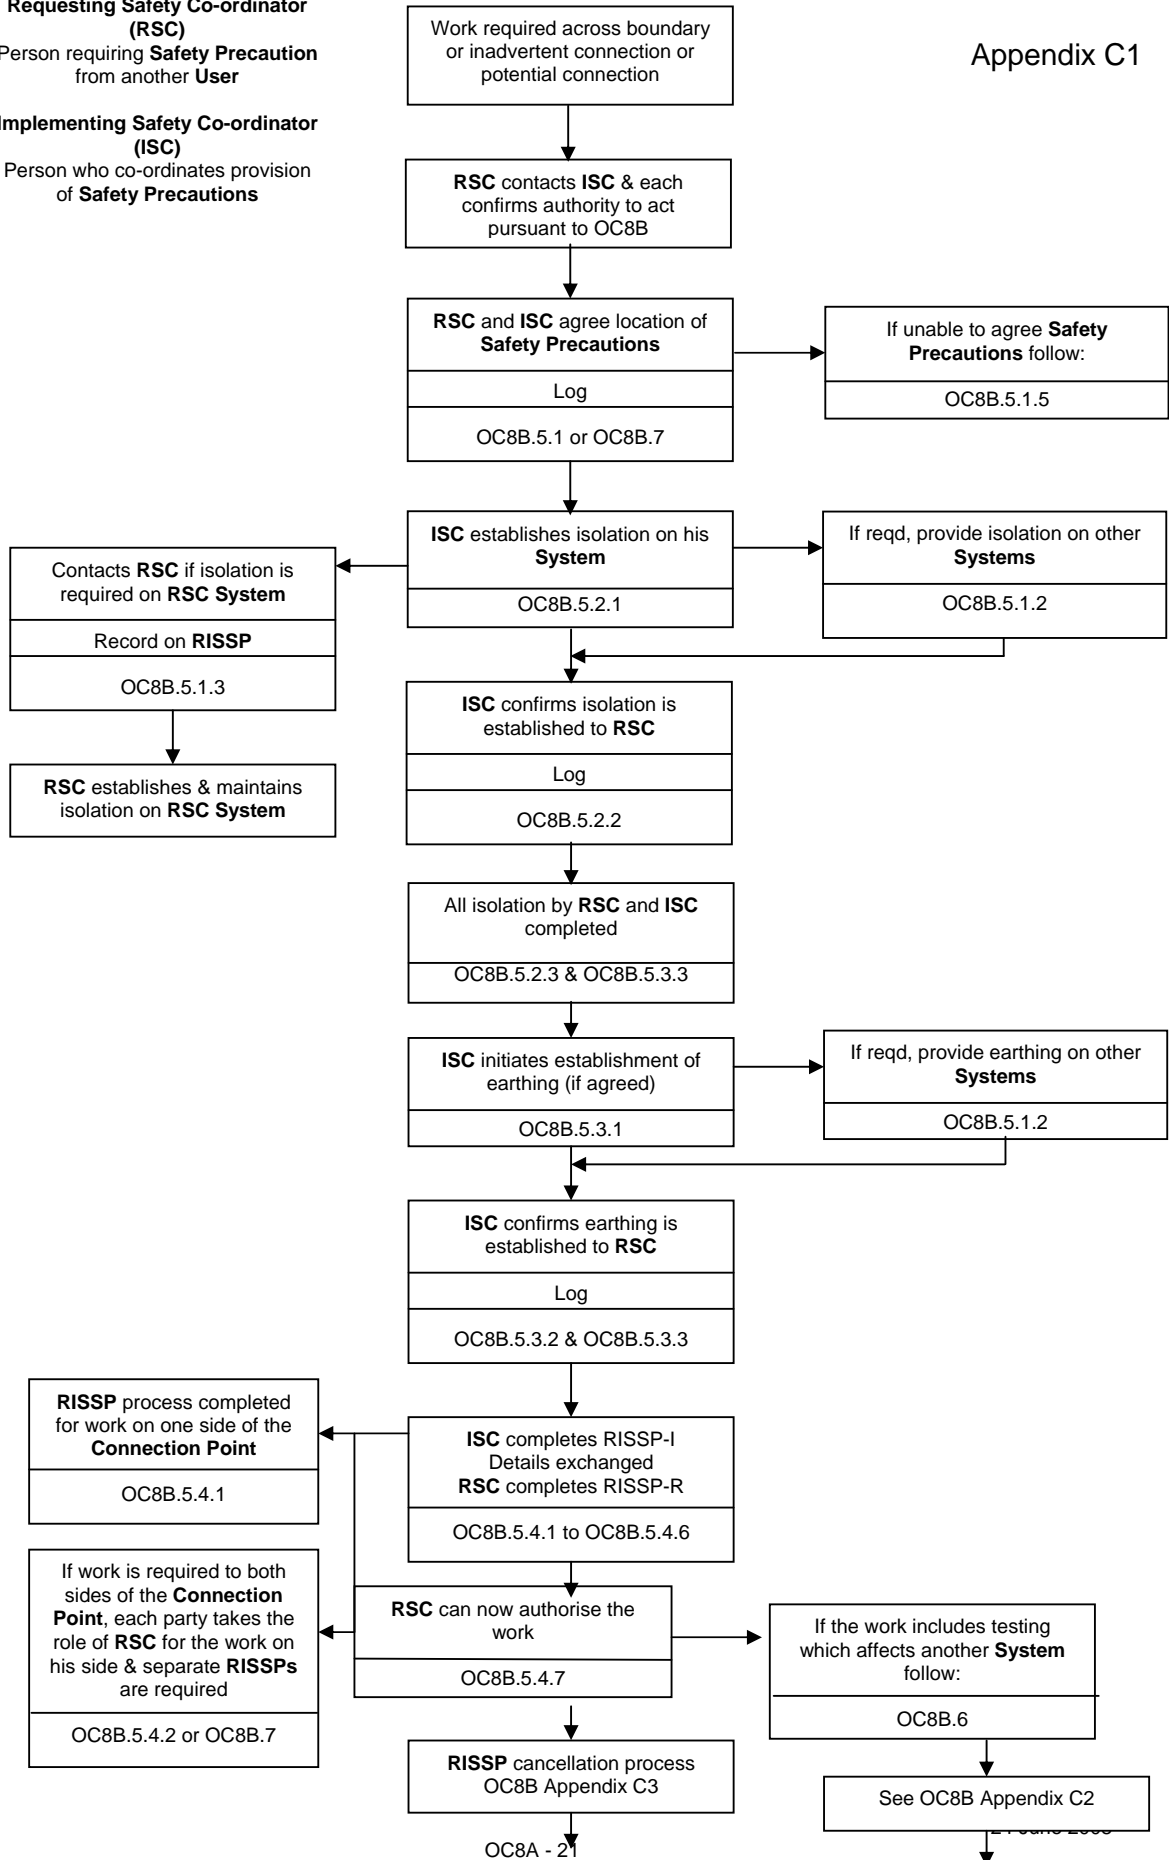 Requesting Safety Co-ordinator
(RSC)
Person requiring Safety Precaution
from another User
Implementing Safety Co-ordinator
(ISC)
Person who co-ordinates provision
of Safety Precautions
Appendix C1
Work required across boundary
or inadvertent connection or
potential connection
RSC contacts ISC & each
confirms authority to act
pursuant to OC8B
RSC and ISC agree location of
Safety Precautions
Log
OC8B.5.1 or OC8B.7
If unable to agree Safety
Precautions follow:
OC8B.5.1.5
ISC establishes isolation on his
System
OC8B.5.2.1
If reqd, provide isolation on other
Systems
OC8B.5.1.2
Contacts RSC if isolation is
required on RSC System
Record on RISSP
OC8B.5.1.3
RSC establishes & maintains
isolation on RSC System
ISC confirms isolation is
established to RSC
Log
OC8B.5.2.2
All isolation by RSC and ISC
completed
OC8B.5.2.3 & OC8B.5.3.3
ISC initiates establishment of
earthing (if agreed)
OC8B.5.3.1
If reqd, provide earthing on other
Systems
OC8B.5.1.2
ISC confirms earthing is
established to RSC
Log
OC8B.5.3.2 & OC8B.5.3.3
RISSP process completed
for work on one side of the
Connection Point
OC8B.5.4.1
ISC completes RISSP-I
Details exchanged
RSC completes RISSP-R
OC8B.5.4.1 to OC8B.5.4.6
If work is required to both
sides of the Connection
Point, each party takes the
role of RSC for the work on
his side & separate RISSPs
are required
OC8B.5.4.2 or OC8B.7
RSC can now authorise the
work
OC8B.5.4.7
If the work includes testing
which affects another System
follow:
OC8B.6
RISSP cancellation process
OC8B Appendix C3
See OC8B Appendix C2
OC8A - 21